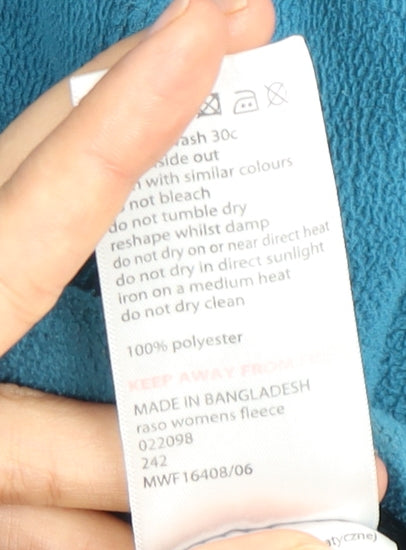 wash 30c
side out
with similar colours
not bleach
do not tumble dry
reshape whilst damp
do not dry on or near direct heat
do not dry in direct sunlight
iron on a medium heat
do not dry clean
100% polyester
KEEP AWAY FROM
MADE IN BANGLADESH
raso womens fleece
022098
242
MWF16408/06